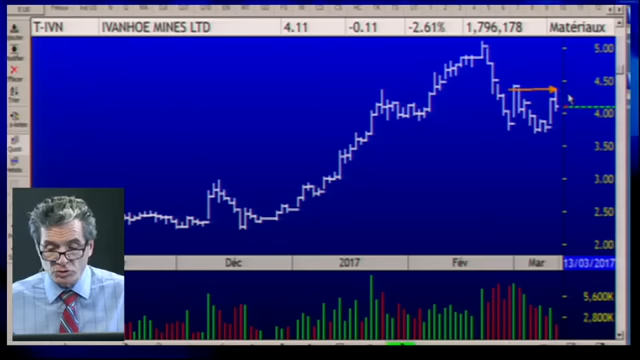 T-IVN IVANHOE MINES LTD 4.11 -0.11 -2.61% 1,796,178 Matériaux
5.00
4.50
4.00
3.50
3.00
2.50
2.00
Déc 2017 Fév Mar 13/03/2017
5,600K
2,800K